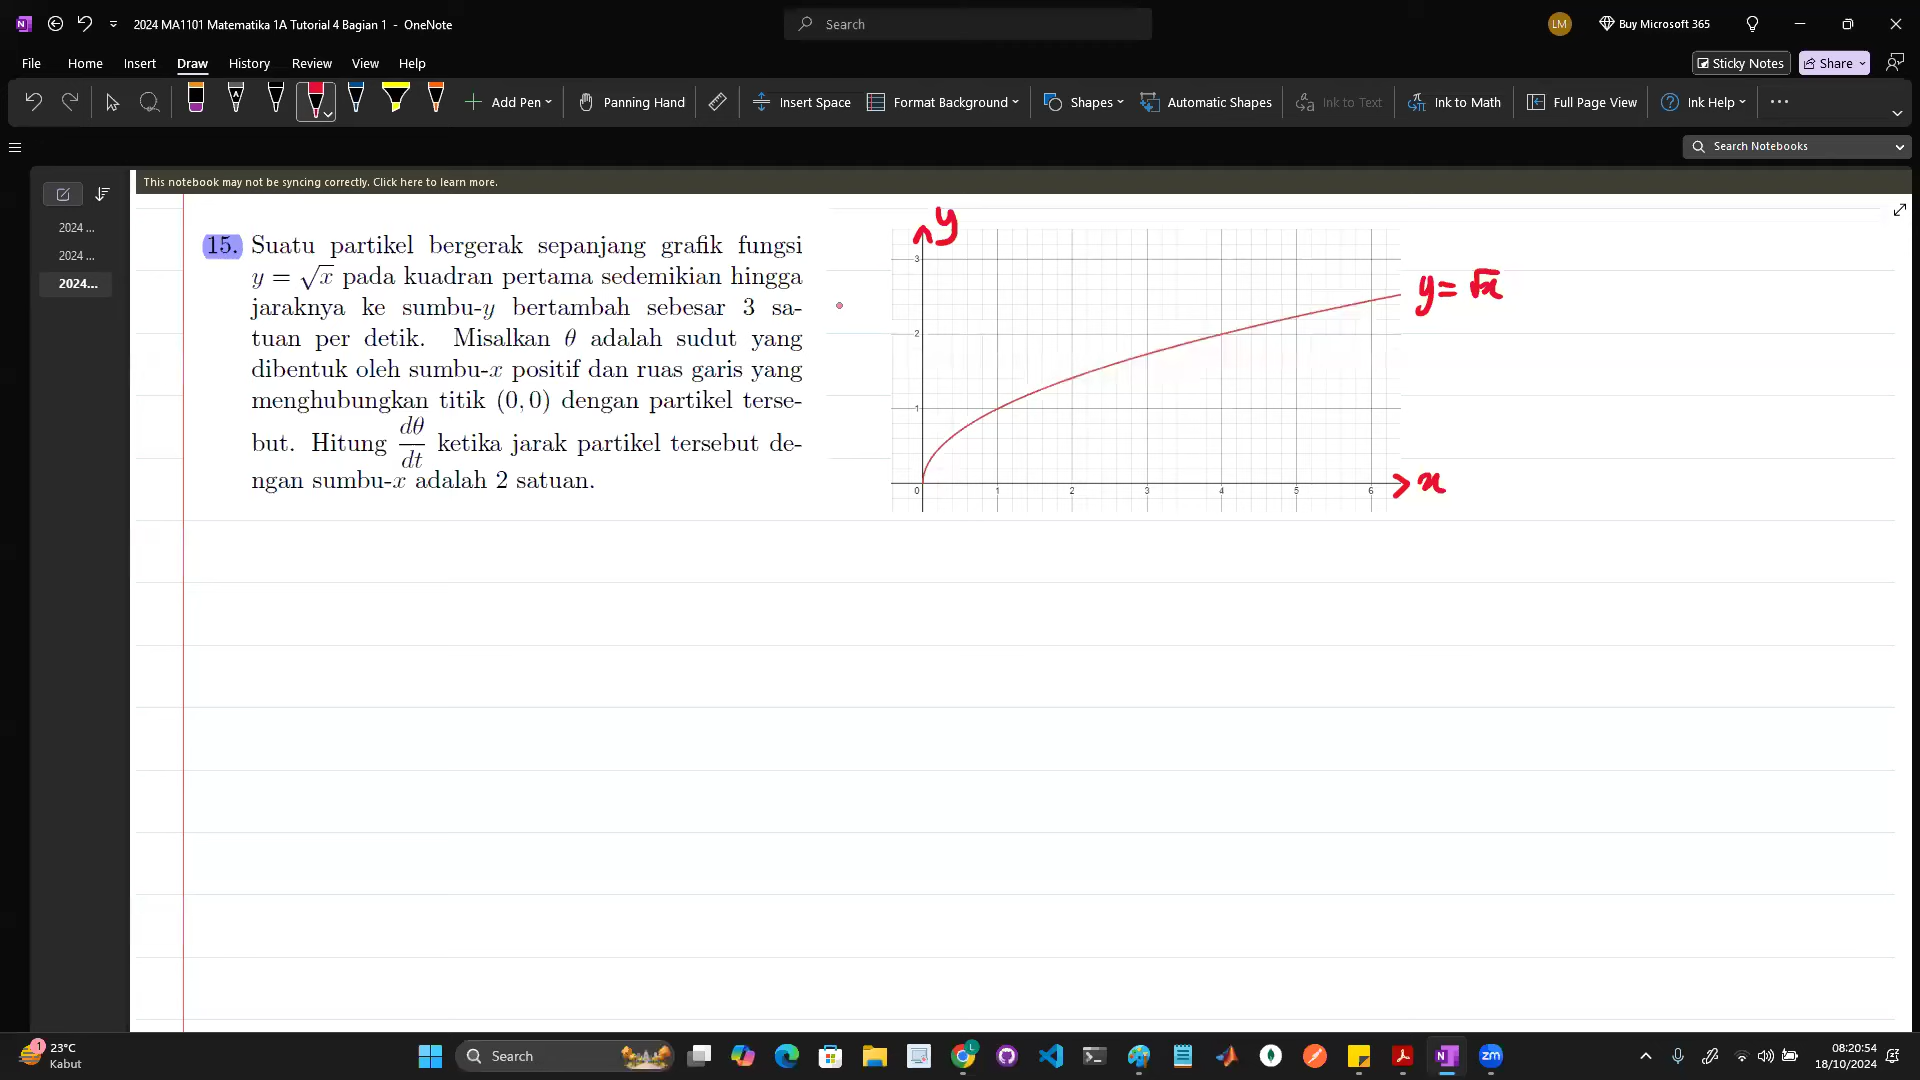 2024 MA1101 Matematika 1A Tutorial 4 Bagian 1 - OneNote
Search
LM
Buy Microsoft 365
File Home Insert Draw History Review View Help
Sticky Notes
Share
Add Pen
Panning Hand
Insert Space
Format Background
Shapes
Automatic Shapes
Ink to Text
Ink to Math
Full Page View
Ink Help
Search Notebooks
This notebook may not be syncing correctly. Click here to learn more.
2024 ...
2024 ...
2024...
15. Suatu partikel bergerak sepanjang grafik fungsi
y = √x pada kuadran pertama sedemikian hingga
jaraknya ke sumbu-y bertambah sebesar 3 sa-
tuan per detik. Misalkan θ adalah sudut yang
dibentuk oleh sumbu-x positif dan ruas garis yang
menghubungkan titik (0,0) dengan partikel terse-
but. Hitung dθ/dt ketika jarak partikel tersebut de-
ngan sumbu-x adalah 2 satuan.
y
3
y = √x
2
1
0 1 2 3 4 5 6
x
1
23°C
Kabut
Search
L
zm
08:20:54
18/10/2024